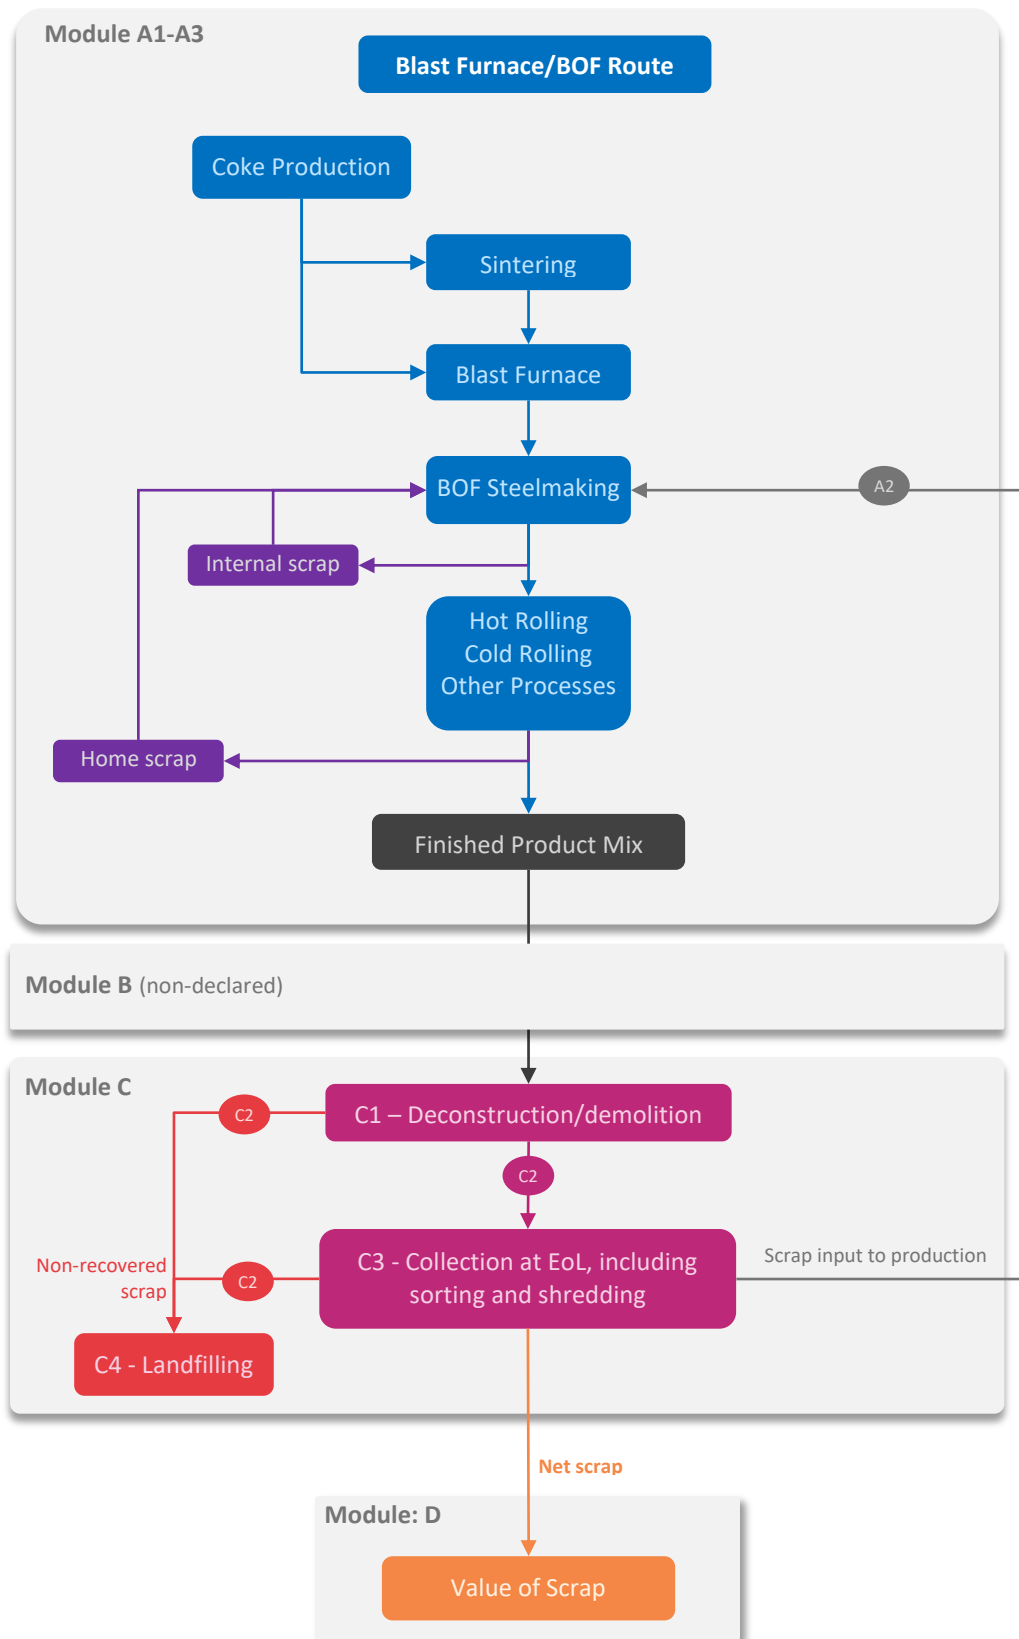 Module A1-A3
Blast Furnace/BOF Route
Coke Production
Sintering
Blast Furnace
BOF Steelmaking
A2
Internal scrap
Hot Rolling
Cold Rolling
Other Processes
Home scrap
Finished Product Mix
Module B (non-declared)
Module C
C1 – Deconstruction/demolition
C2
C2
Non-recovered
scrap
C2
C3 - Collection at EoL, including
sorting and shredding
Scrap input to production
C4 - Landfilling
Net scrap
Module: D
Value of Scrap